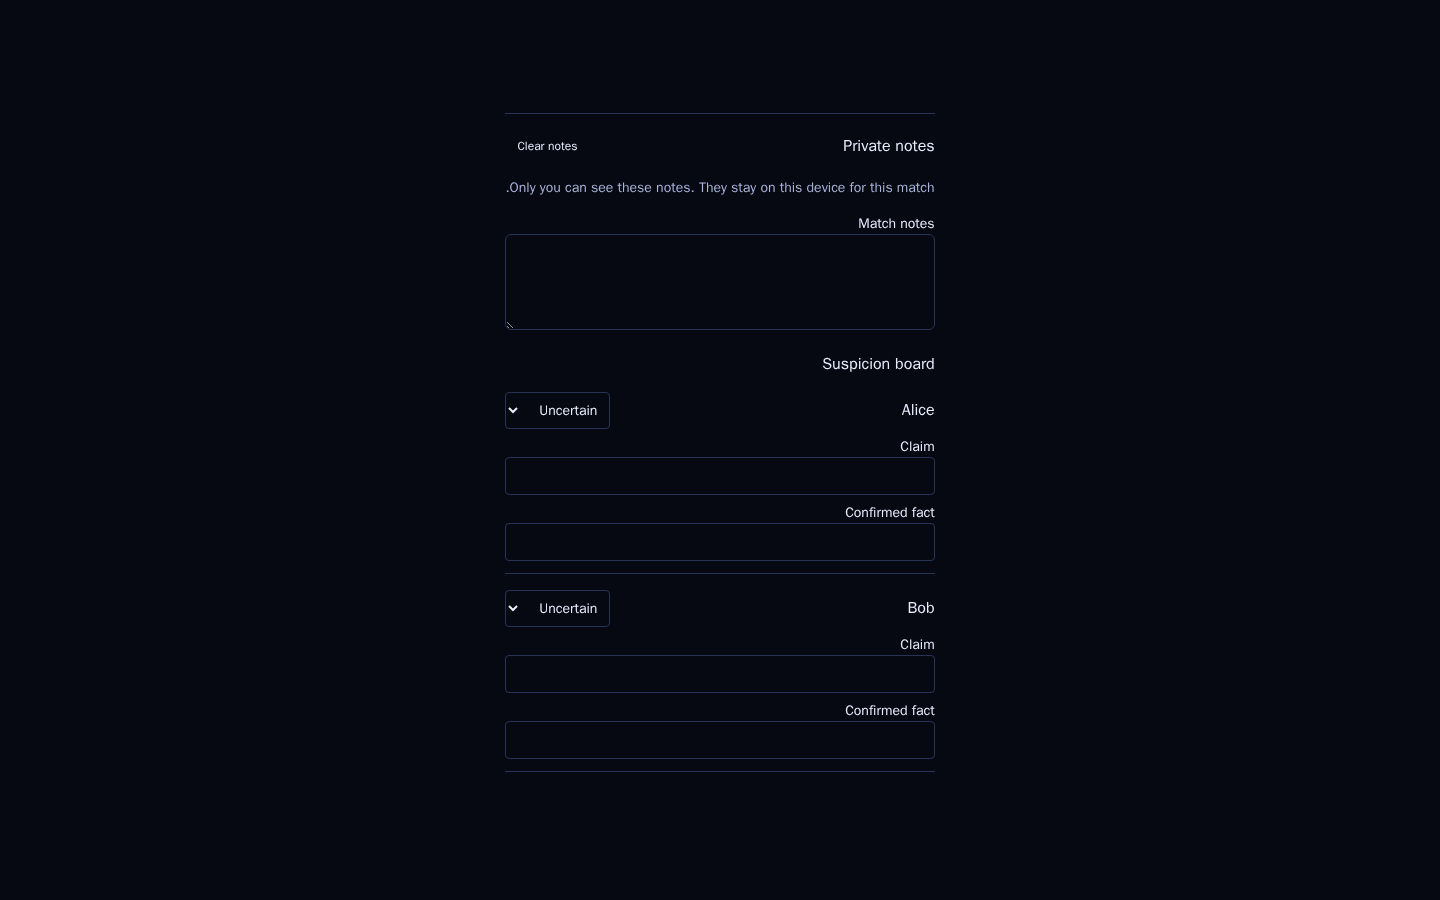 Private notes
Clear notes
.Only you can see these notes. They stay on this device for this match
Match notes
Suspicion board
Alice
Uncertain
Claim
Confirmed fact
Bob
Uncertain
Claim
Confirmed fact